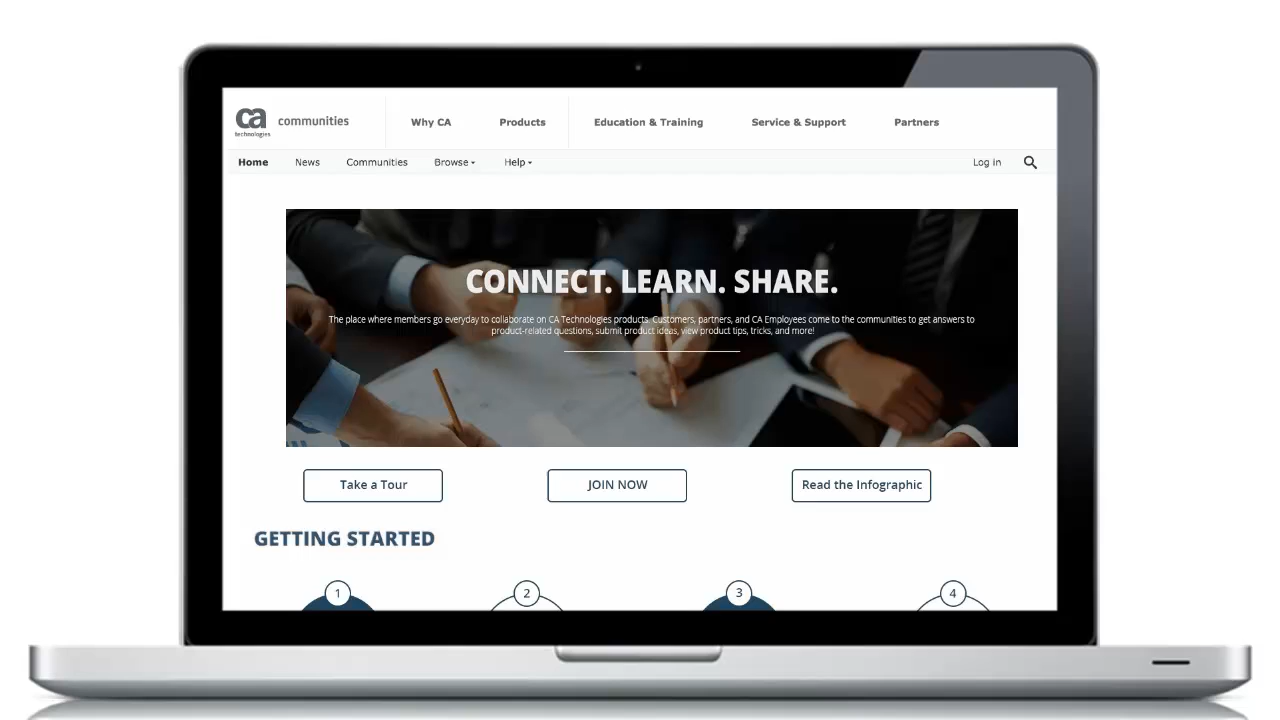 ca
technologies
communities
Why CA
Products
Education & Training
Service & Support
Partners
Home
News
Communities
Browse
Help
Log in
CONNECT. LEARN. SHARE.
The place where members go everyday to collaborate on CA Technologies products. Customers, partners, and CA Employees come to the communities to get answers to
product-related questions, submit product ideas, view product tips, tricks, and more!
Take a Tour
JOIN NOW
Read the Infographic
GETTING STARTED
1
2
3
4